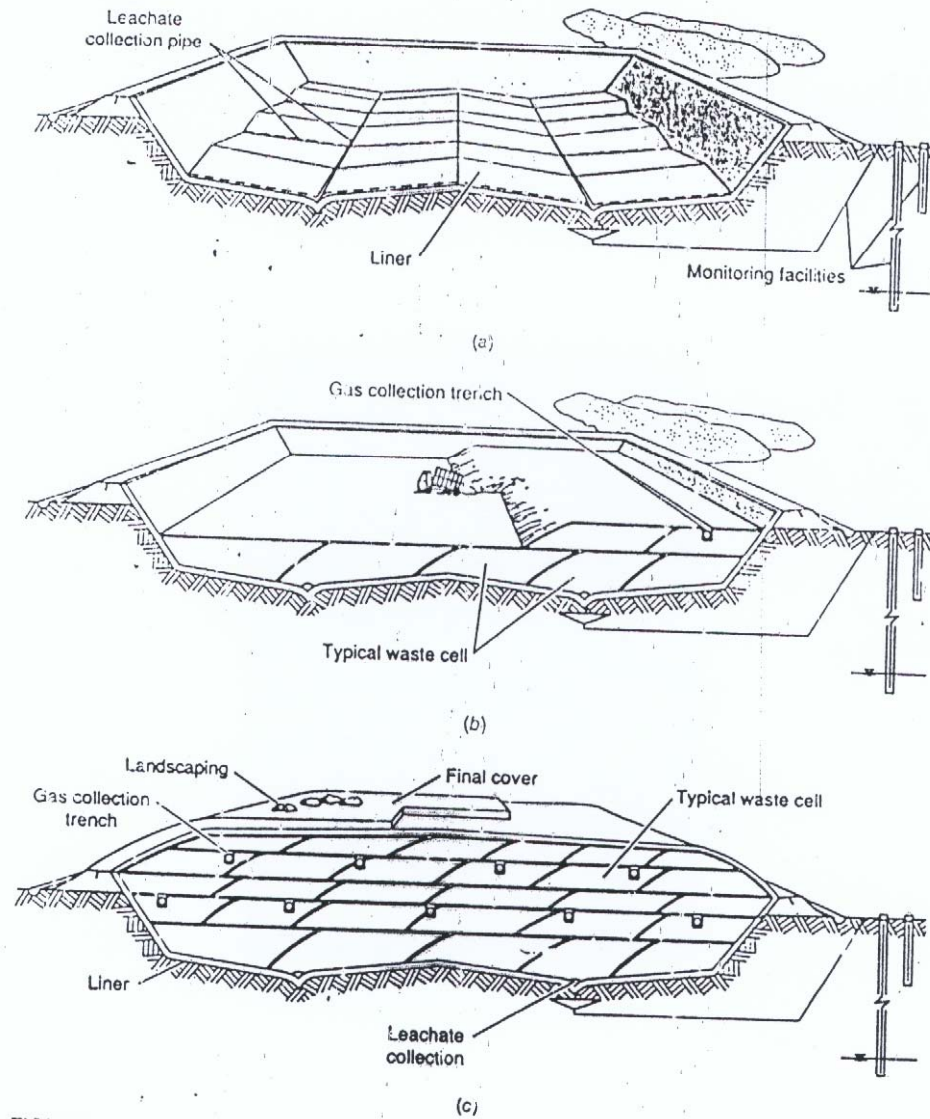 Leachate
collection pipe
Liner
Monitoring facilities
(a)
Gas collection trench
Typical waste cell
(b)
Landscaping
Final cover
Gas collection
trench
Typical waste cell
Liner
Leachate
collection
(c)